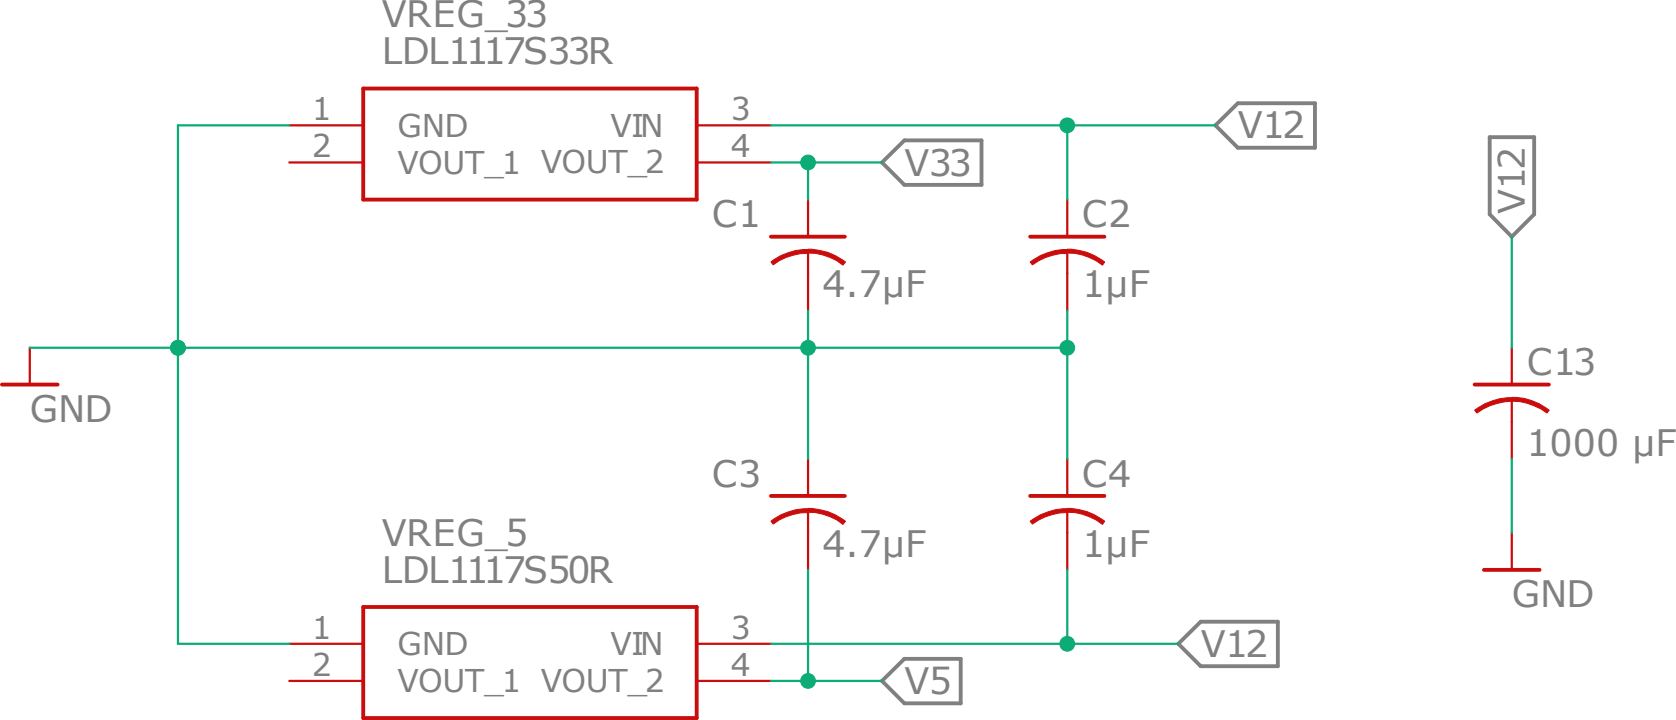 VREG_33
LDL1117S33R
1 GND VIN 3 V12
2 VOUT_1 VOUT_2 4 V33
V12
C1 C2
4.7µF 1µF
C13
GND
1000 µF
C3 C4
VREG_5
4.7µF 1µF
LDL1117S50R
GND
1 GND VIN 3 V12
2 VOUT_1 VOUT_2 4 V5